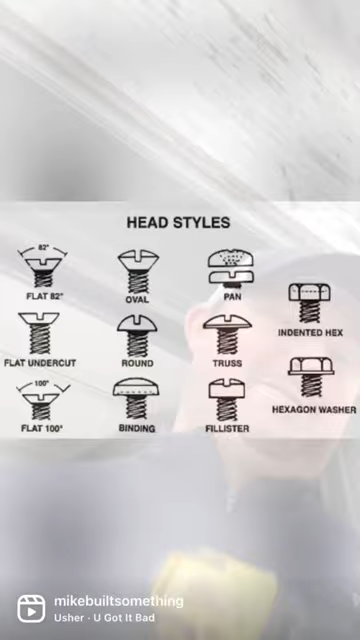 HEAD STYLES
82°
FLAT 82°
OVAL
PAN
INDENTED HEX
FLAT UNDERCUT
ROUND
TRUSS
HEXAGON WASHER
100°
FLAT 100°
BINDING
FILLISTER
mikebuiltsomething
Usher · U Got It Bad